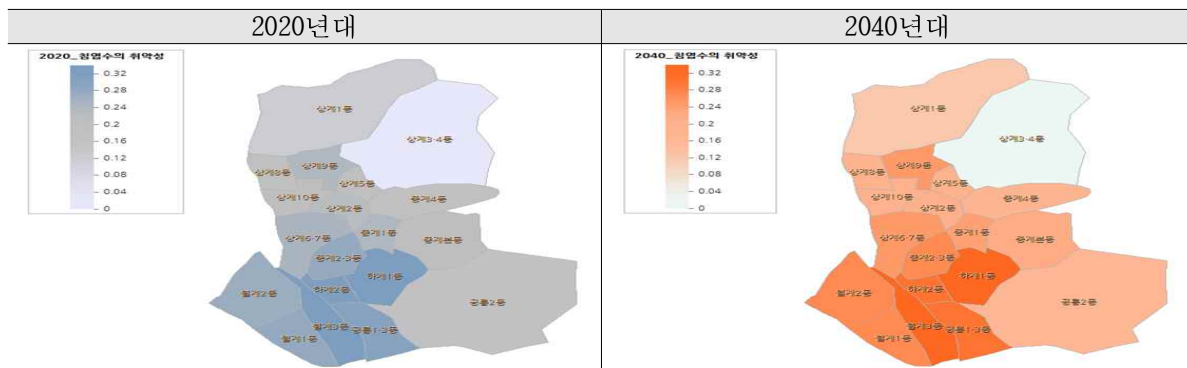 2020년대
2040년대
2020_침엽수의 취약성
0.32
0.28
0.24
0.2
0.16
0.12
0.08
0.04
0
상계1동
상계3·4동
상계9동
상계8동
상계5동
상계10동
상계2동
중계4동
상계6·7동
중계1동
중계본동
중계2·3동
하계1동
월계2동
하계2동
공릉2동
월계3동
공릉1·3동
월계1동
2040_침엽수의 취약성
0.32
0.28
0.24
0.2
0.16
0.12
0.08
0.04
0
상계1동
상계3·4동
상계9동
상계8동
상계5동
상계10동
상계2동
중계4동
상계6·7동
중계1동
중계본동
중계2·3동
하계1동
월계2동
하계2동
공릉2동
월계3동
공릉1·3동
월계1동